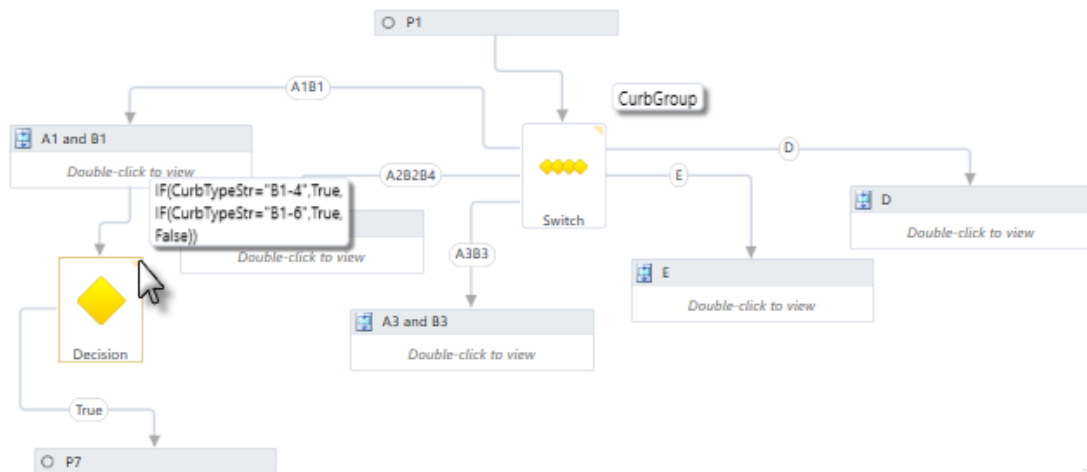 P1
A1B1
CurbGroup
A1 and B1
Double-click to view
A2B2B4
D
E
IF(CurbTypeStr="B1-4",True,
IF(CurbTypeStr="B1-6",True,
False))
Switch
D
Double-click to view
Double-click to view
A3B3
E
Double-click to view
A3 and B3
Double-click to view
Decision
True
P7